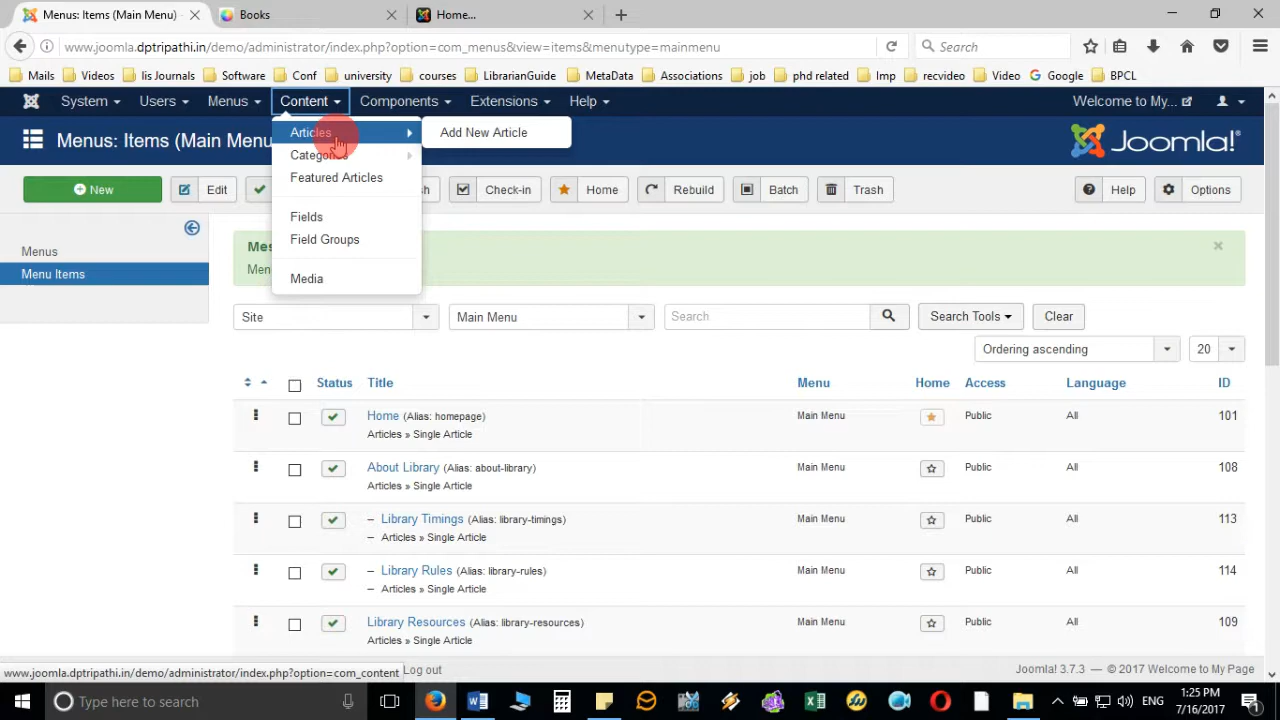 Menus: Items (Main Menu)
Books
Home...
www.joomla.dptripathi.in/demo/administrator/index.php?option=com_menus&view=items&menutype=mainmenu
Search
Mails Videos lis Journals Software Conf university courses LibrarianGuide MetaData Associations job phd related Imp recvideo Video Google BPCL
System Users Menus Content Components Extensions Help Welcome to My...
Menus: Items (Main Menu
Joomla!
Articles
Add New Article
Categories
Featured Articles
Fields
Field Groups
Media
New Edit Check-in Home Rebuild Batch Trash Help Options
Menus
Menu Items
Mes
Men
Site Main Menu Search Search Tools Clear
Ordering ascending 20
Status Title Menu Home Access Language ID
Home (Alias: homepage) Main Menu Public All 101
Articles » Single Article
About Library (Alias: about-library) Main Menu Public All 108
Articles » Single Article
– Library Timings (Alias: library-timings) Main Menu Public All 113
– Articles » Single Article
– Library Rules (Alias: library-rules) Main Menu Public All 114
– Articles » Single Article
Library Resources (Alias: library-resources) Main Menu Public All 109
Articles » Single Article
www.joomla.dptripathi.in/demo/administrator/index.php?option=com_content
Log out
Joomla! 3.7.3 — © 2017 Welcome to My Page
Type here to search
ENG
1:25 PM
7/16/2017